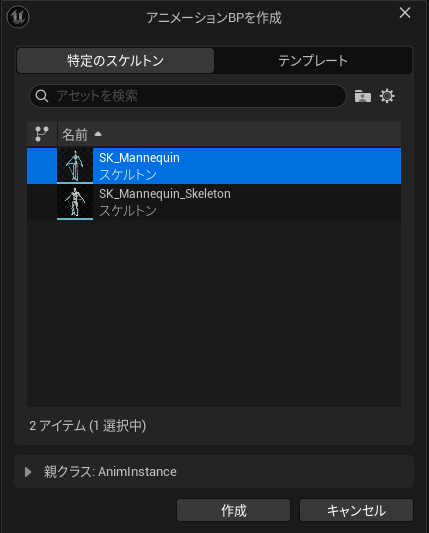 アニメーションBPを作成
特定のスケルトン
テンプレート
アセットを検索
名前
SK_Mannequin
スケルトン
SK_Mannequin_Skeleton
スケルトン
2 アイテム (1 選択中)
親クラス: AnimInstance
作成
キャンセル